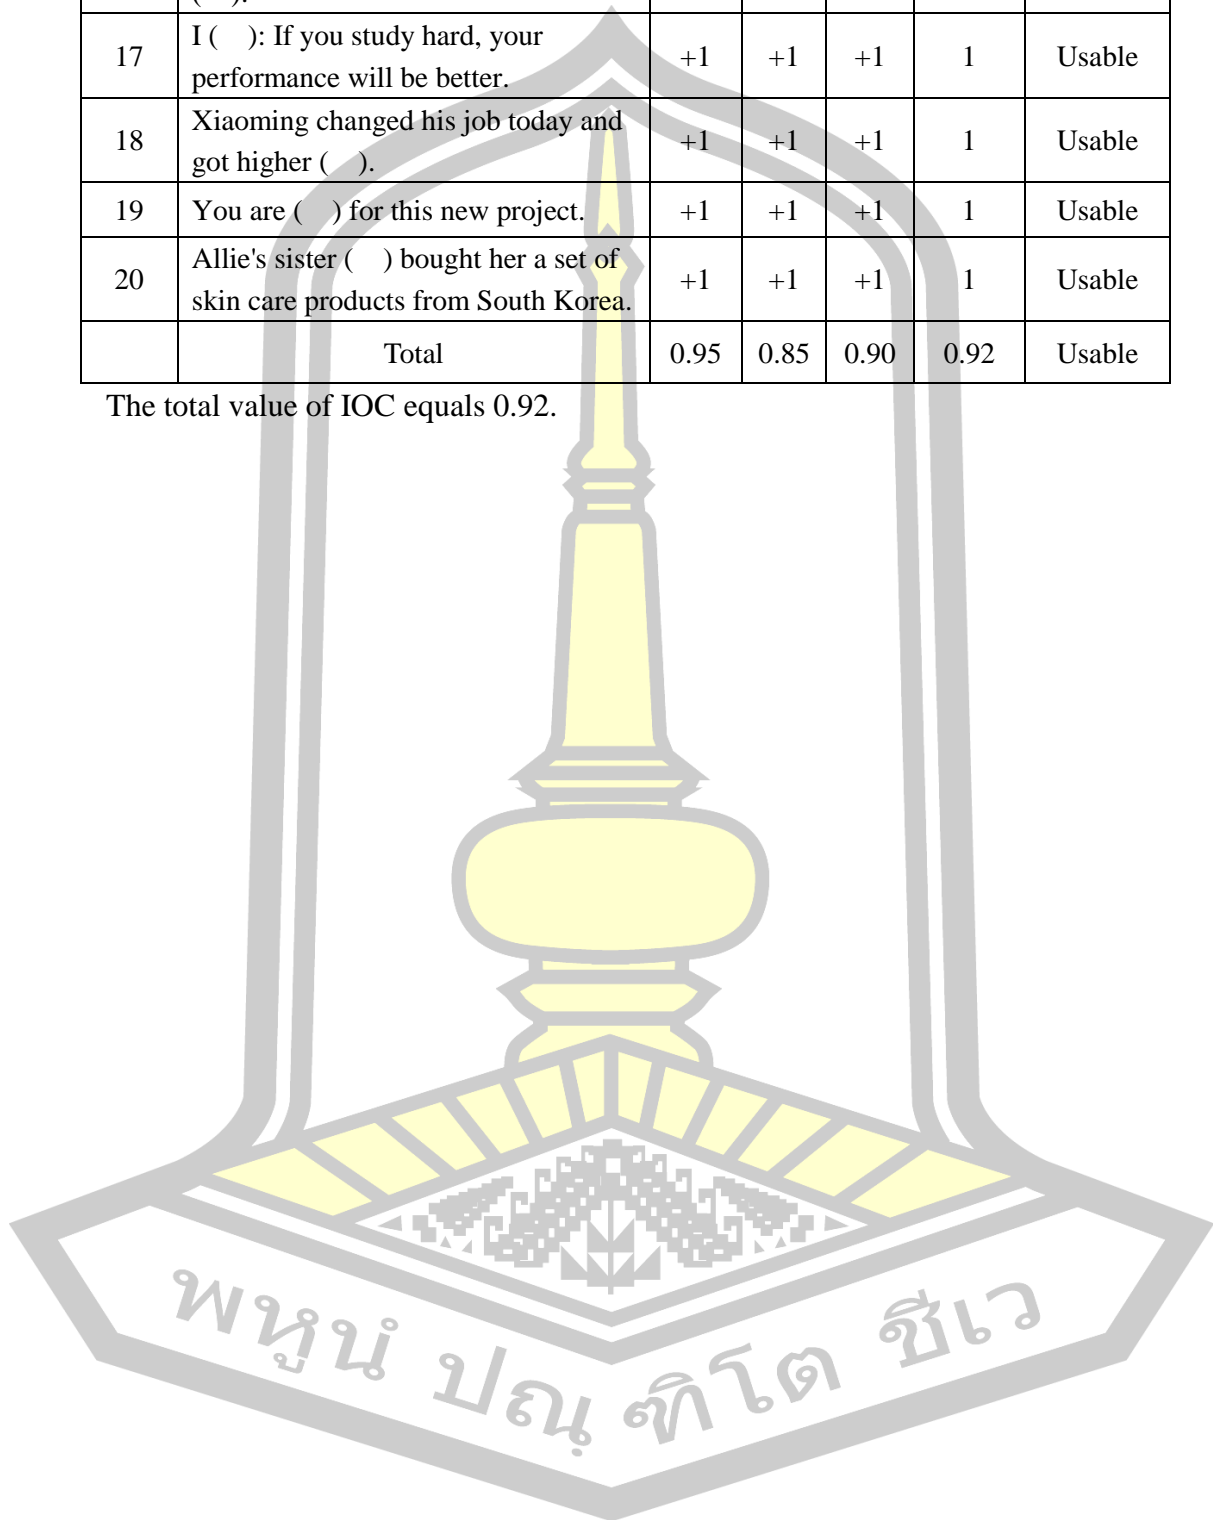 ( ).
17 I ( ): If you study hard, your +1 +1 +1 1 Usable
performance will be better.
18 Xiaoming changed his job today and +1 +1 +1 1 Usable
got higher ( ).
19 You are ( ) for this new project. +1 +1 +1 1 Usable
20 Allie's sister ( ) bought her a set of +1 +1 +1 1 Usable
skin care products from South Korea.
Total 0.95 0.85 0.90 0.92 Usable
The total value of IOC equals 0.92.
พหูนํ ปณฺฑิโต ชีเว